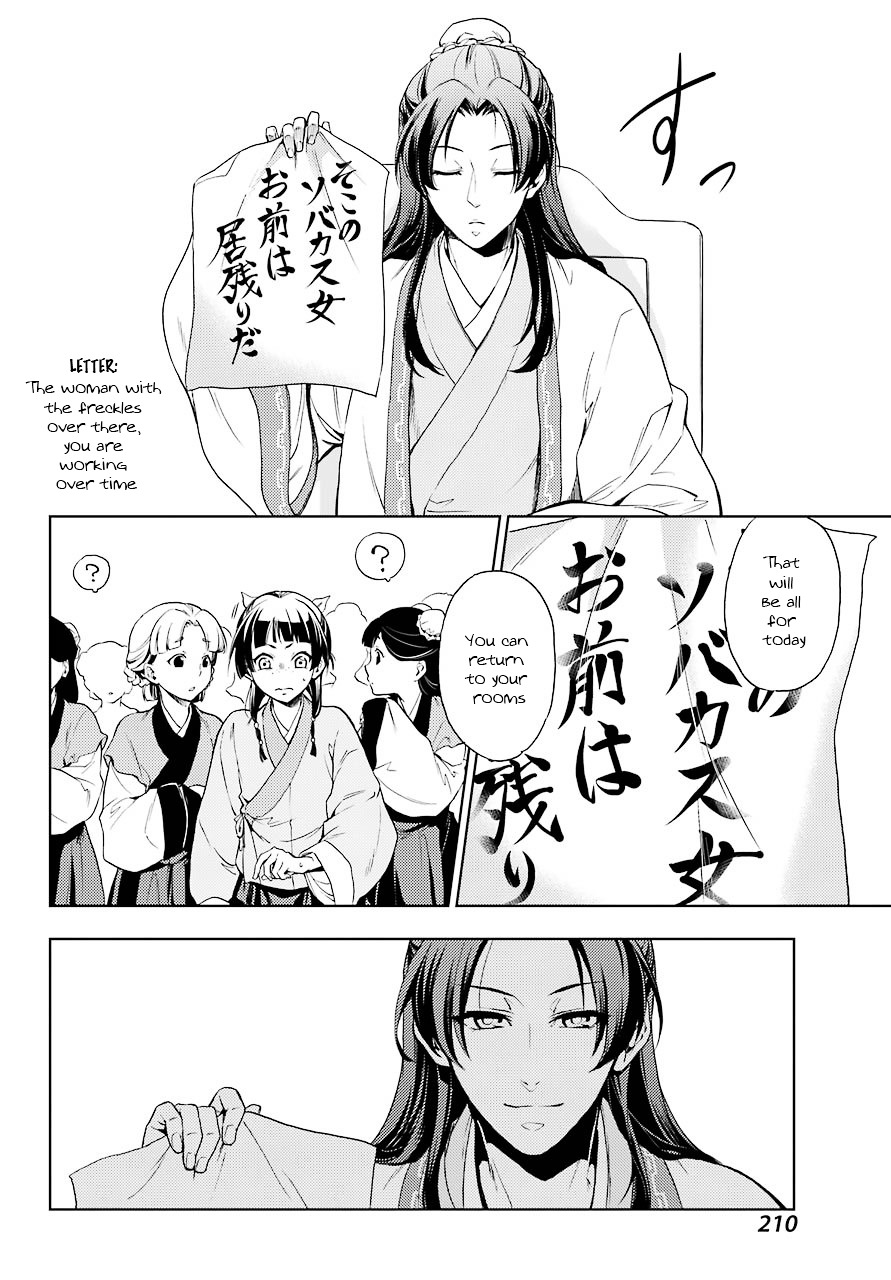 すっ
そこの
ソバカス女
お前は
居残りだ
LETTER:
The woman with
the freckles
over there,
you are
working
over time
That
will
Be all
for
today
の
ソバカス女
お前は
残り
You can
return
to your
rooms
?
?
210